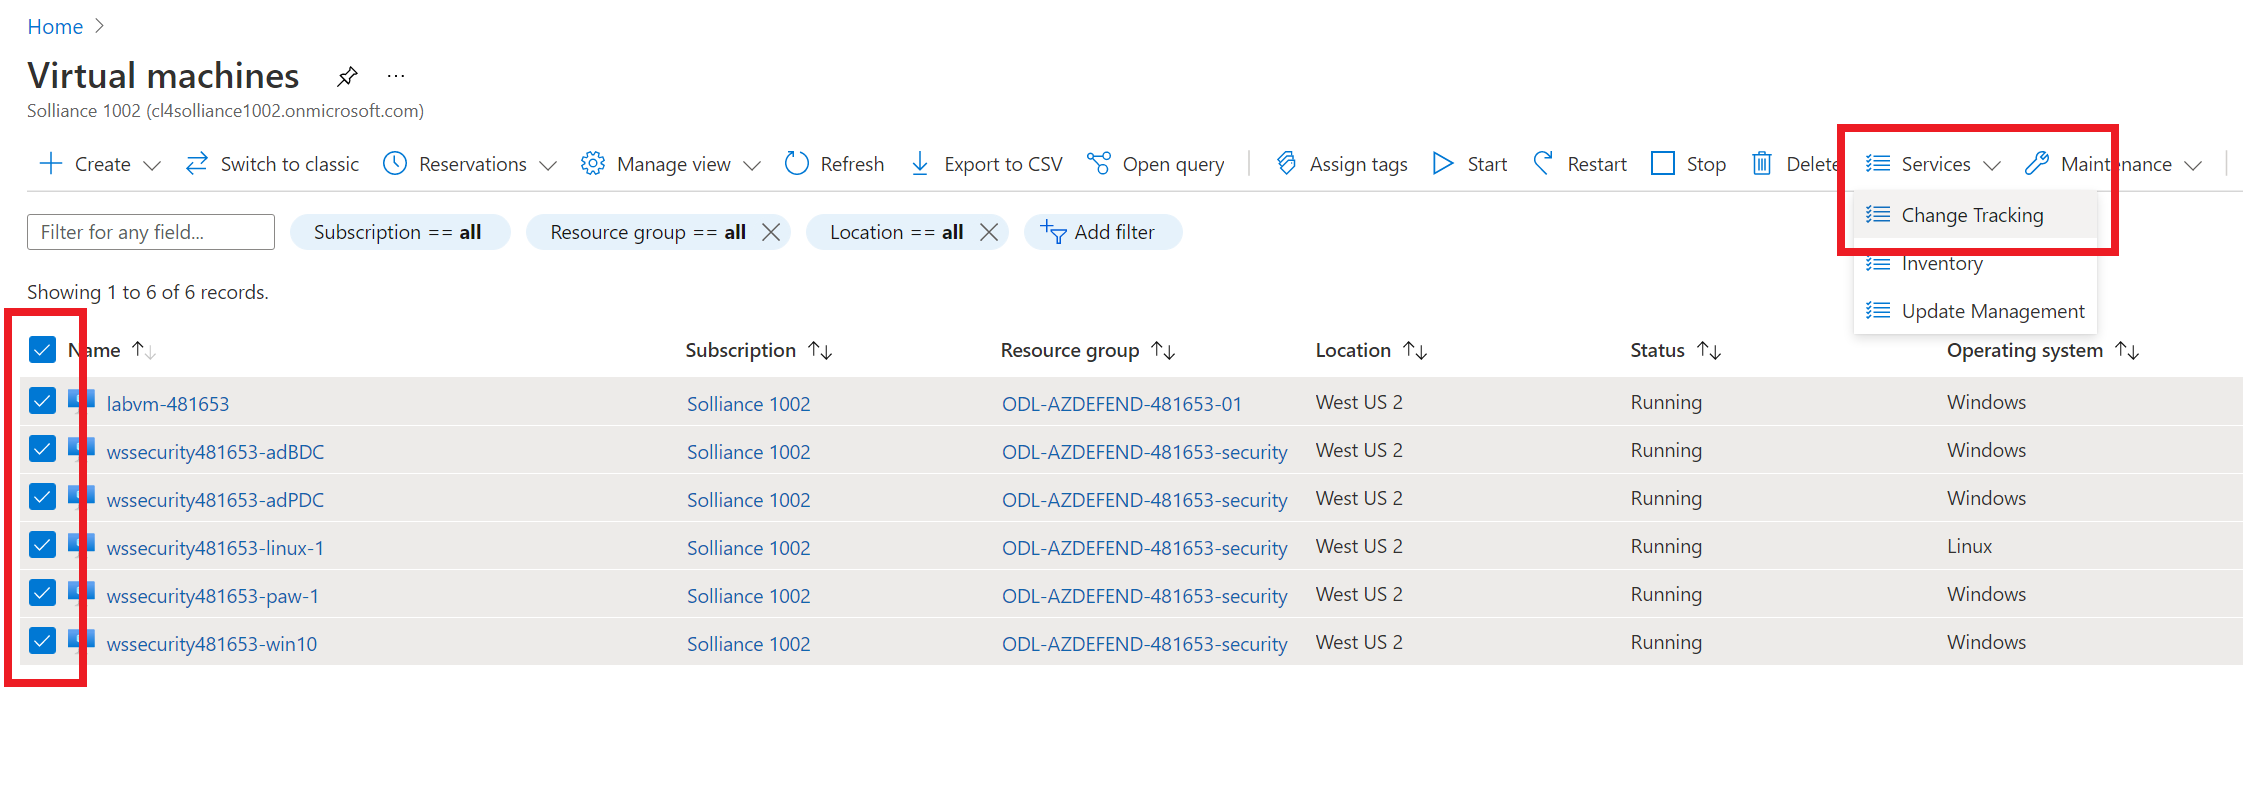 Home
Virtual machines ...
Solliance 1002 (cl4solliance1002.onmicrosoft.com)
Create Switch to classic Reservations Manage view Refresh Export to CSV Open query Assign tags Start Restart Stop Delete Services Maintenance
Change Tracking
Inventory
Update Management
Filter for any field... Subscription == all Resource group == all Location == all Add filter
Showing 1 to 6 of 6 records.
Name Subscription Resource group Location Status Operating system
labvm-481653 Solliance 1002 ODL-AZDEFEND-481653-01 West US 2 Running Windows
wssecurity481653-adBDC Solliance 1002 ODL-AZDEFEND-481653-security West US 2 Running Windows
wssecurity481653-adPDC Solliance 1002 ODL-AZDEFEND-481653-security West US 2 Running Windows
wssecurity481653-linux-1 Solliance 1002 ODL-AZDEFEND-481653-security West US 2 Running Linux
wssecurity481653-paw-1 Solliance 1002 ODL-AZDEFEND-481653-security West US 2 Running Windows
wssecurity481653-win10 Solliance 1002 ODL-AZDEFEND-481653-security West US 2 Running Windows